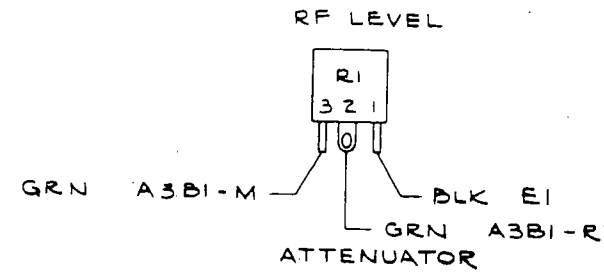 RF LEVEL
R1
3 2 1
GRN A3B1-M
BLK E1
GRN A3B1-R
ATTENUATOR